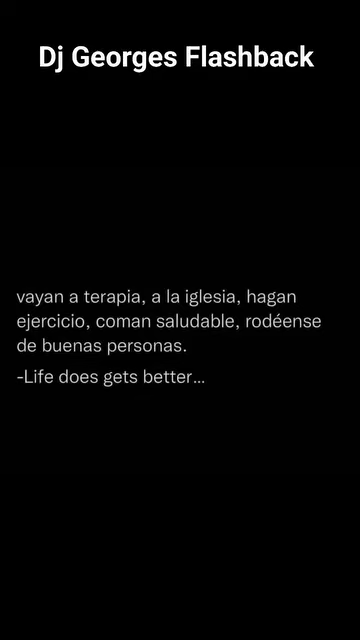 Dj Georges Flashback
vayan a terapia, a la iglesia, hagan
ejercicio, coman saludable, rodéense
de buenas personas.
-Life does gets better...